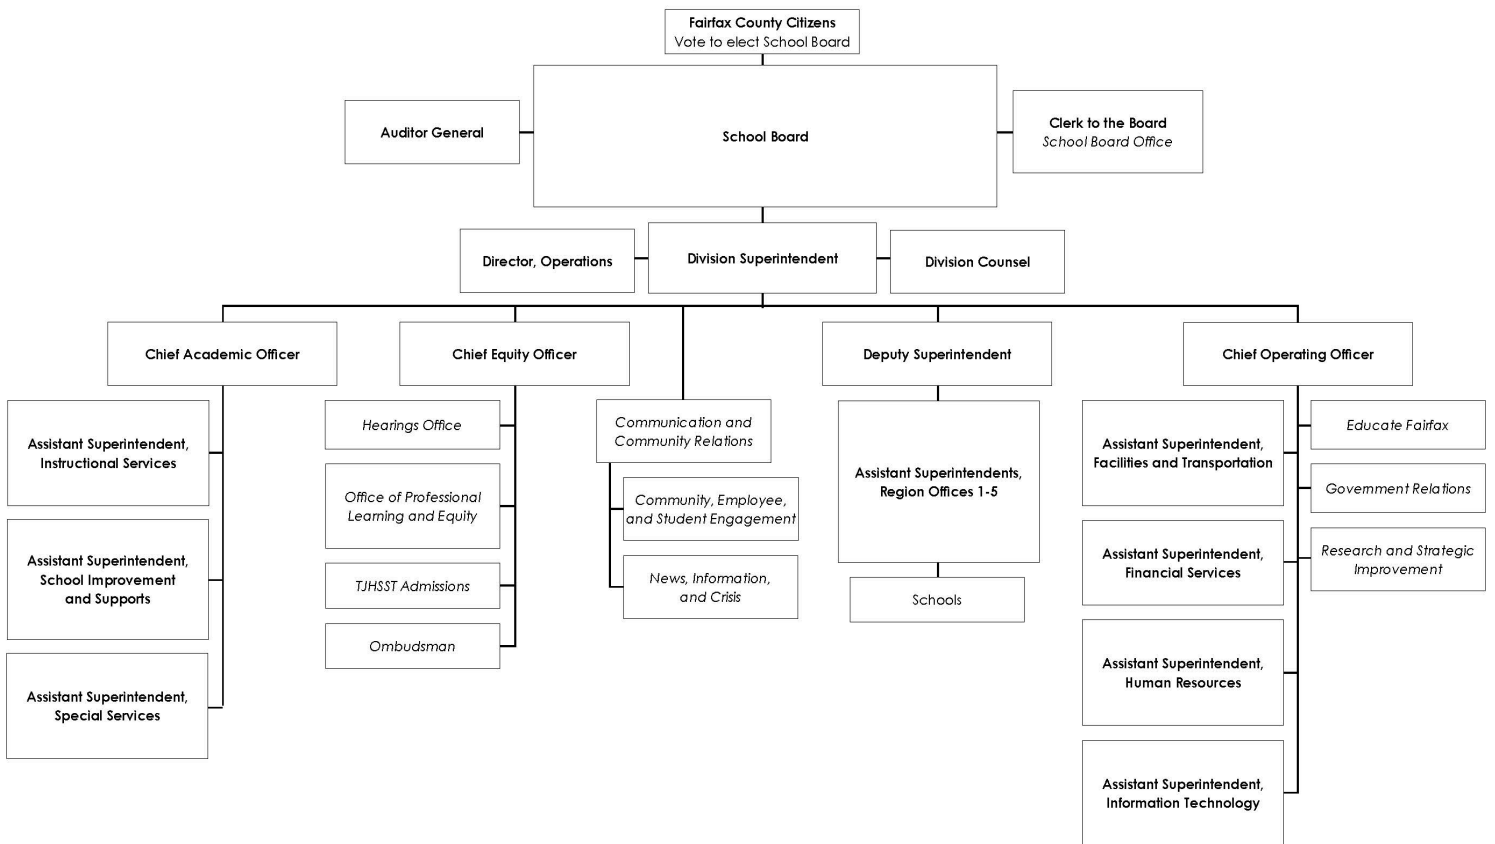 Fairfax County Citizens
Vote to elect School Board
Auditor General
School Board
Clerk to the Board
School Board Office
Director, Operations
Division Superintendent
Division Counsel
Chief Academic Officer
Chief Equity Officer
Deputy Superintendent
Chief Operating Officer
Assistant Superintendent,
Instructional Services
Assistant Superintendent,
School Improvement
and Supports
Assistant Superintendent,
Special Services
Hearings Office
Office of Professional
Learning and Equity
TJHSST Admissions
Ombudsman
Communication and
Community Relations
Community, Employee,
and Student Engagement
News, Information,
and Crisis
Assistant Superintendents,
Region Offices 1-5
Schools
Assistant Superintendent,
Facilities and Transportation
Assistant Superintendent,
Financial Services
Assistant Superintendent,
Human Resources
Assistant Superintendent,
Information Technology
Educate Fairfax
Government Relations
Research and Strategic
Improvement